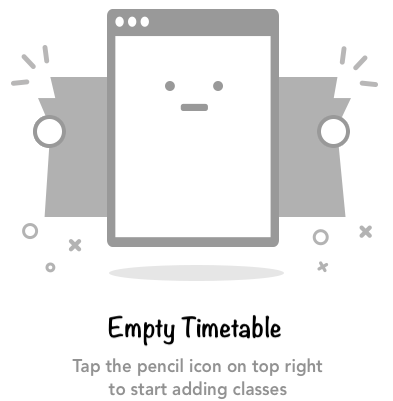 Empty Timetable
Tap the pencil icon on top right
to start adding classes